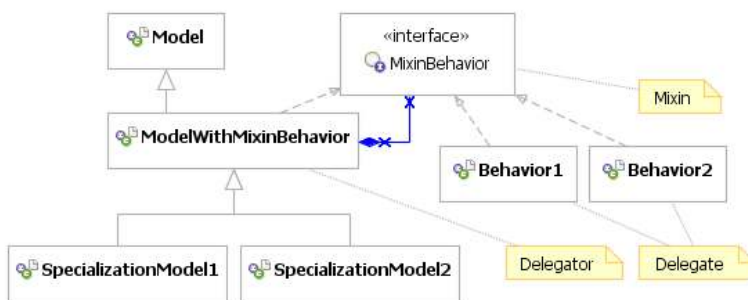 Model
«interface»
MixinBehavior
Mixin
ModelWithMixinBehavior
Behavior1
Behavior2
SpecializationModel1
SpecializationModel2
Delegator
Delegate